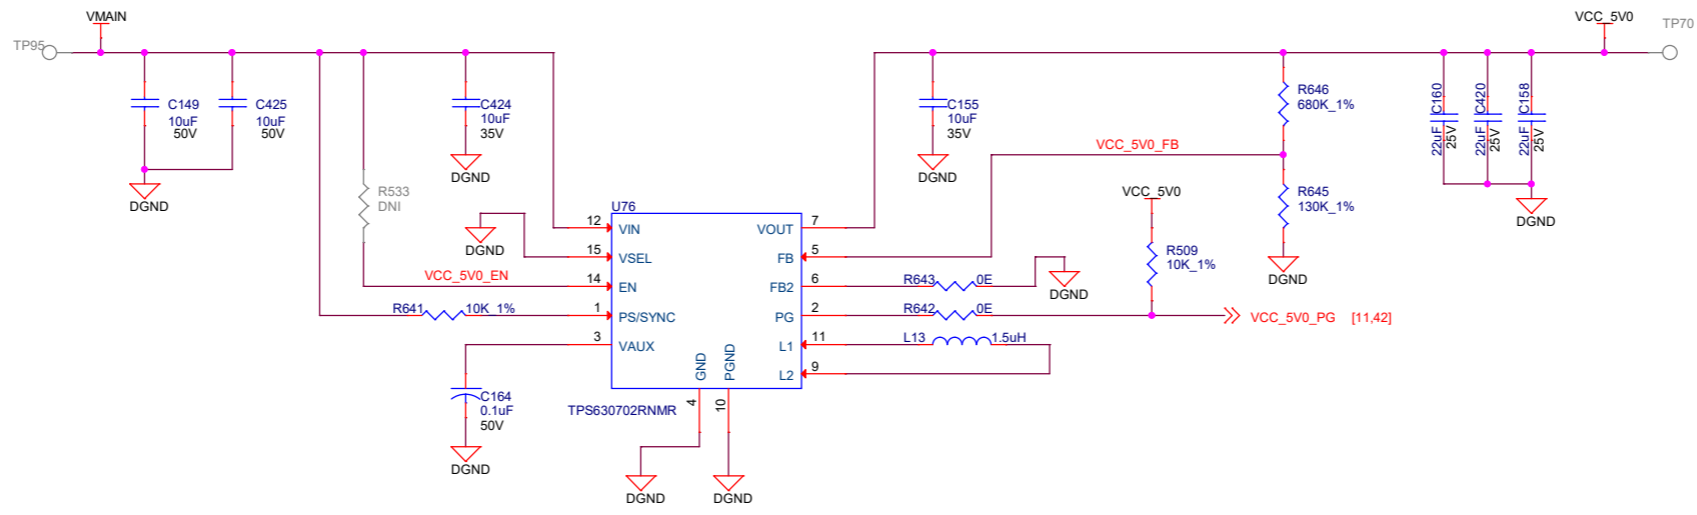 VMAIN
VCC_5V0
TP95
TP70
C149
10uF
50V
C425
10uF
50V
C424
10uF
35V
C155
10uF
35V
R646
680K_1%
C160
22uF
25V
C420
22uF
25V
C158
22uF
25V
DGND
DGND
DGND
VCC_5V0_FB
R533
DNI
VCC_5V0
R645
130K_1%
DGND
U76
DGND
12
VIN
VOUT
7
R509
10K_1%
DGND
15
VSEL
FB
5
VCC_5V0_EN
14
EN
FB2
6
R643
0E
DGND
R641
10K_1%
1
PS/SYNC
PG
2
R642
0E
VCC_5V0_PG [11,42]
3
VAUX
L1
11
L13
1.5uH
GND
PGND
L2
9
C164
0.1uF
50V
4
10
TPS630702RNMR
DGND
DGND
DGND